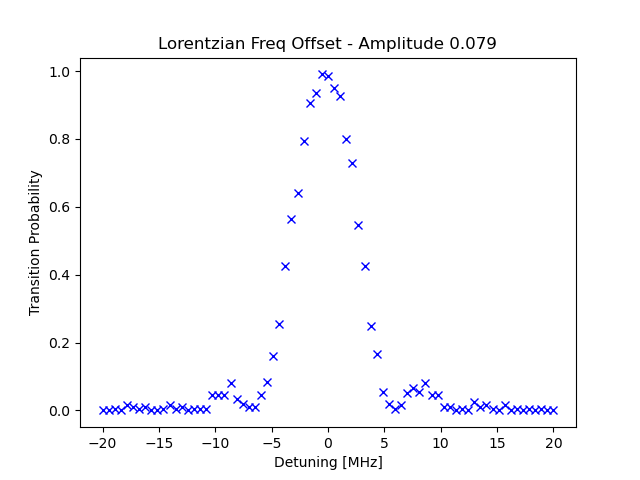 Lorentzian Freq Offset - Amplitude 0.079
1.0
0.8
0.6
0.4
0.2
0.0
Transition Probability
−20 −15 −10 −5 0 5 10 15 20
Detuning [MHz]